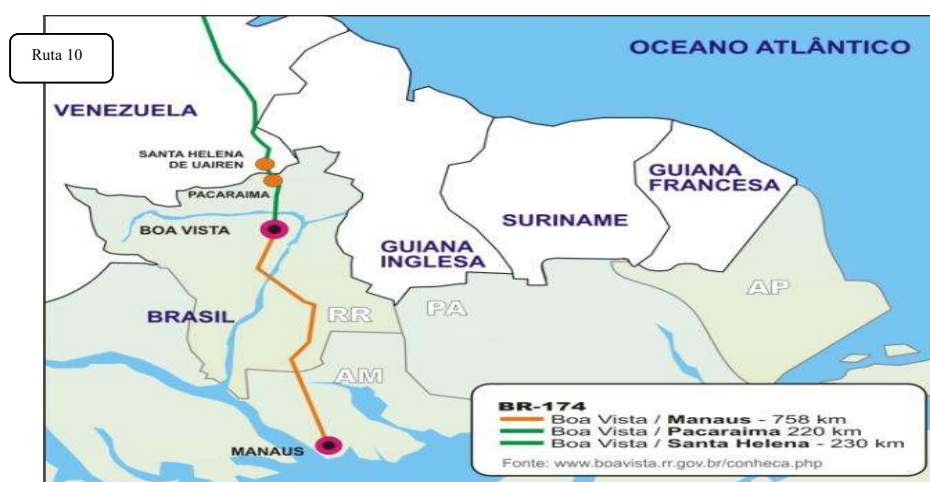 Ruta 10
OCEANO ATLÂNTICO
VENEZUELA
SANTA HELENA
DE UAIREN
PACARAIMA
BOA VISTA
GUIANA
INGLESA
SURINAME
GUIANA
FRANCESA
BRASIL
RR
PA
AP
AM
MANAUS
BR-174
Boa Vista / Manaus - 758 km
Boa Vista / Pacaraima 220 km
Boa Vista / Santa Helena - 230 km
Fonte: www.boavista.rr.gov.br/conheca.php